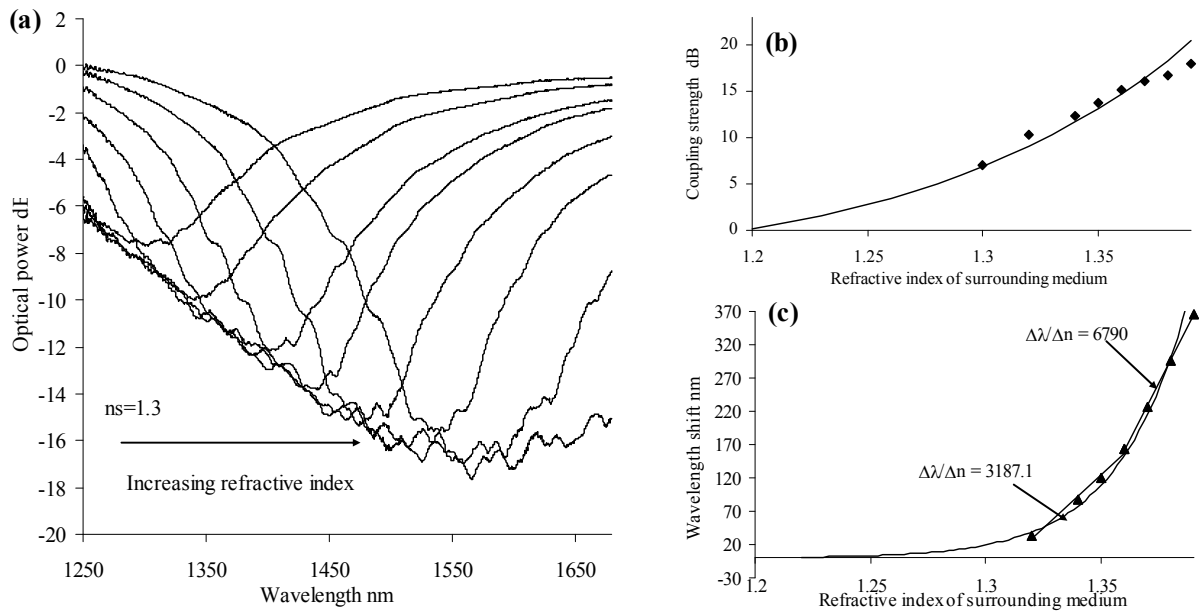 (a)
2
0
-2
-4
-6
-8
-10
-12
-14
-16
-18
-20
Optical power dE
ns=1.3
Increasing refractive index
1250 1350 1450 1550 1650
Wavelength nm
(b)
20
15
10
5
0
Coupling strength dB
1.2 1.25 1.3 1.35
Refractive index of surrounding medium
(c)
370
320
270
220
170
120
70
20
-30
Wavelength shift nm
Δλ/Δn = 6790
Δλ/Δn = 3187.1
1.2 1.25 1.3 1.35
Refractive index of surrounding medium